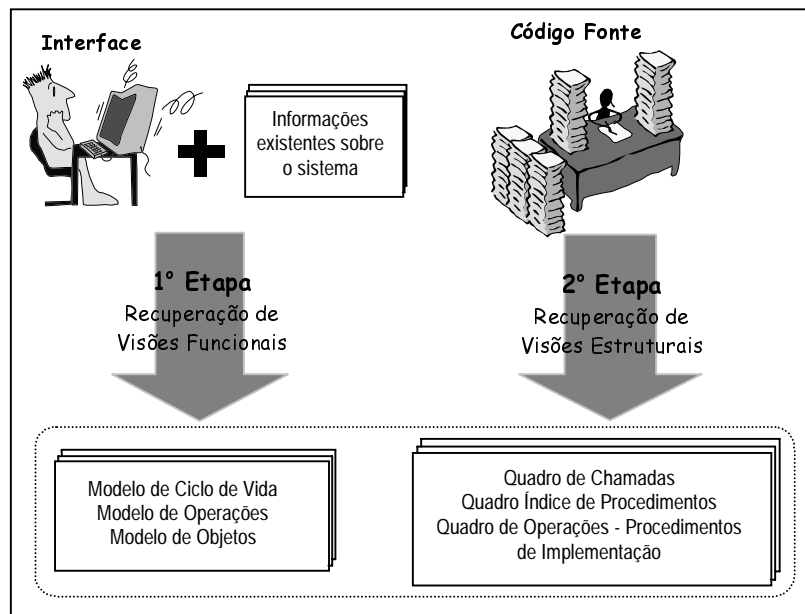 Interface
Informações
existentes sobre
o sistema
Código Fonte
1° Etapa
Recuperação de
Visões Funcionais
2° Etapa
Recuperação de
Visões Estruturais
Modelo de Ciclo de Vida
Modelo de Operações
Modelo de Objetos
Quadro de Chamadas
Quadro Índice de Procedimentos
Quadro de Operações - Procedimentos
de Implementação